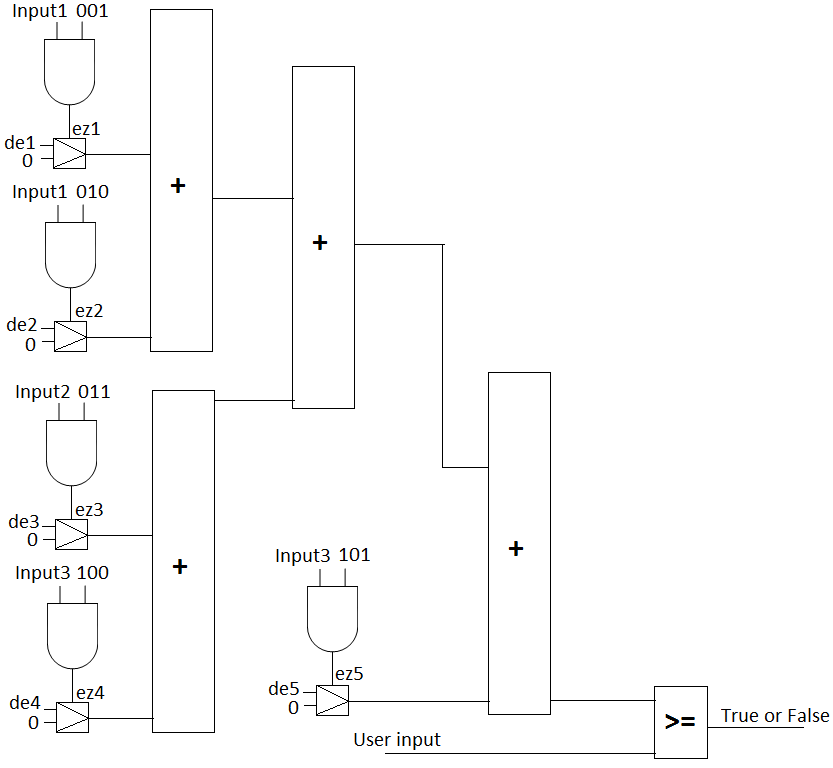 Input1 001
ez1
de1
0
+
Input1 010
ez2
de2
0
+
Input2 011
ez3
de3
0
+
Input3 100
ez4
de4
0
Input3 101
ez5
de5
0
+
User input
>=
True or False